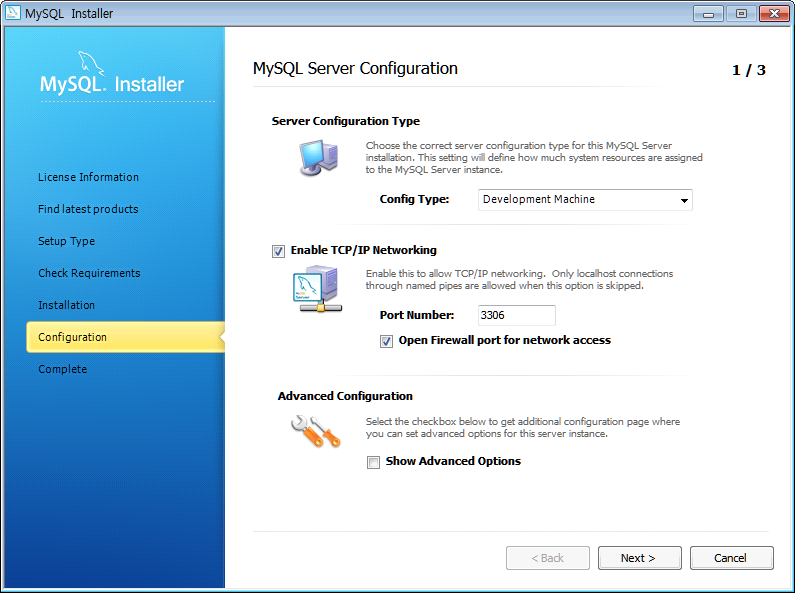 MySQL Installer
MySQL Installer
License Information
Find latest products
Setup Type
Check Requirements
Installation
Configuration
Complete
MySQL Server Configuration
1 / 3
Server Configuration Type
Choose the correct server configuration type for this MySQL Server
installation. This setting will define how much system resources are assigned
to the MySQL Server instance.
Config Type:
Development Machine
Enable TCP/IP Networking
Enable this to allow TCP/IP networking. Only localhost connections
through named pipes are allowed when this option is skipped.
Port Number:
3306
Open Firewall port for network access
Advanced Configuration
Select the checkbox below to get additional configuration page where
you can set advanced options for this server instance.
Show Advanced Options
< Back
Next >
Cancel